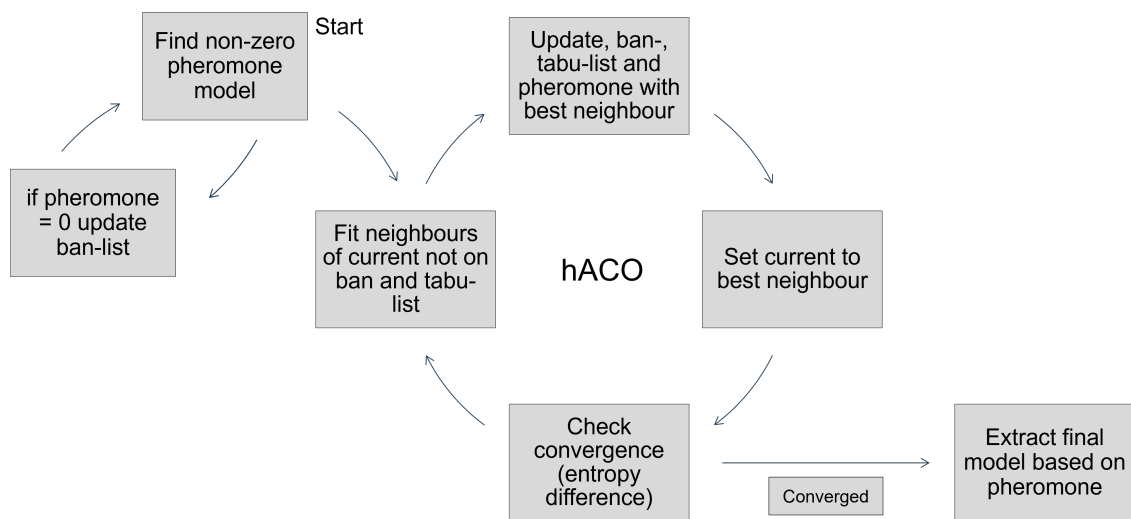 Find non-zero
pheromone
model
Start
if pheromone
= 0 update
ban-list
Update, ban-,
tabu-list and
pheromone with
best neighbour
Fit neighbours
of current not on
ban and tabu-
list
hACO
Set current to
best neighbour
Check
convergence
(entropy
difference)
Converged
Extract final
model based on
pheromone